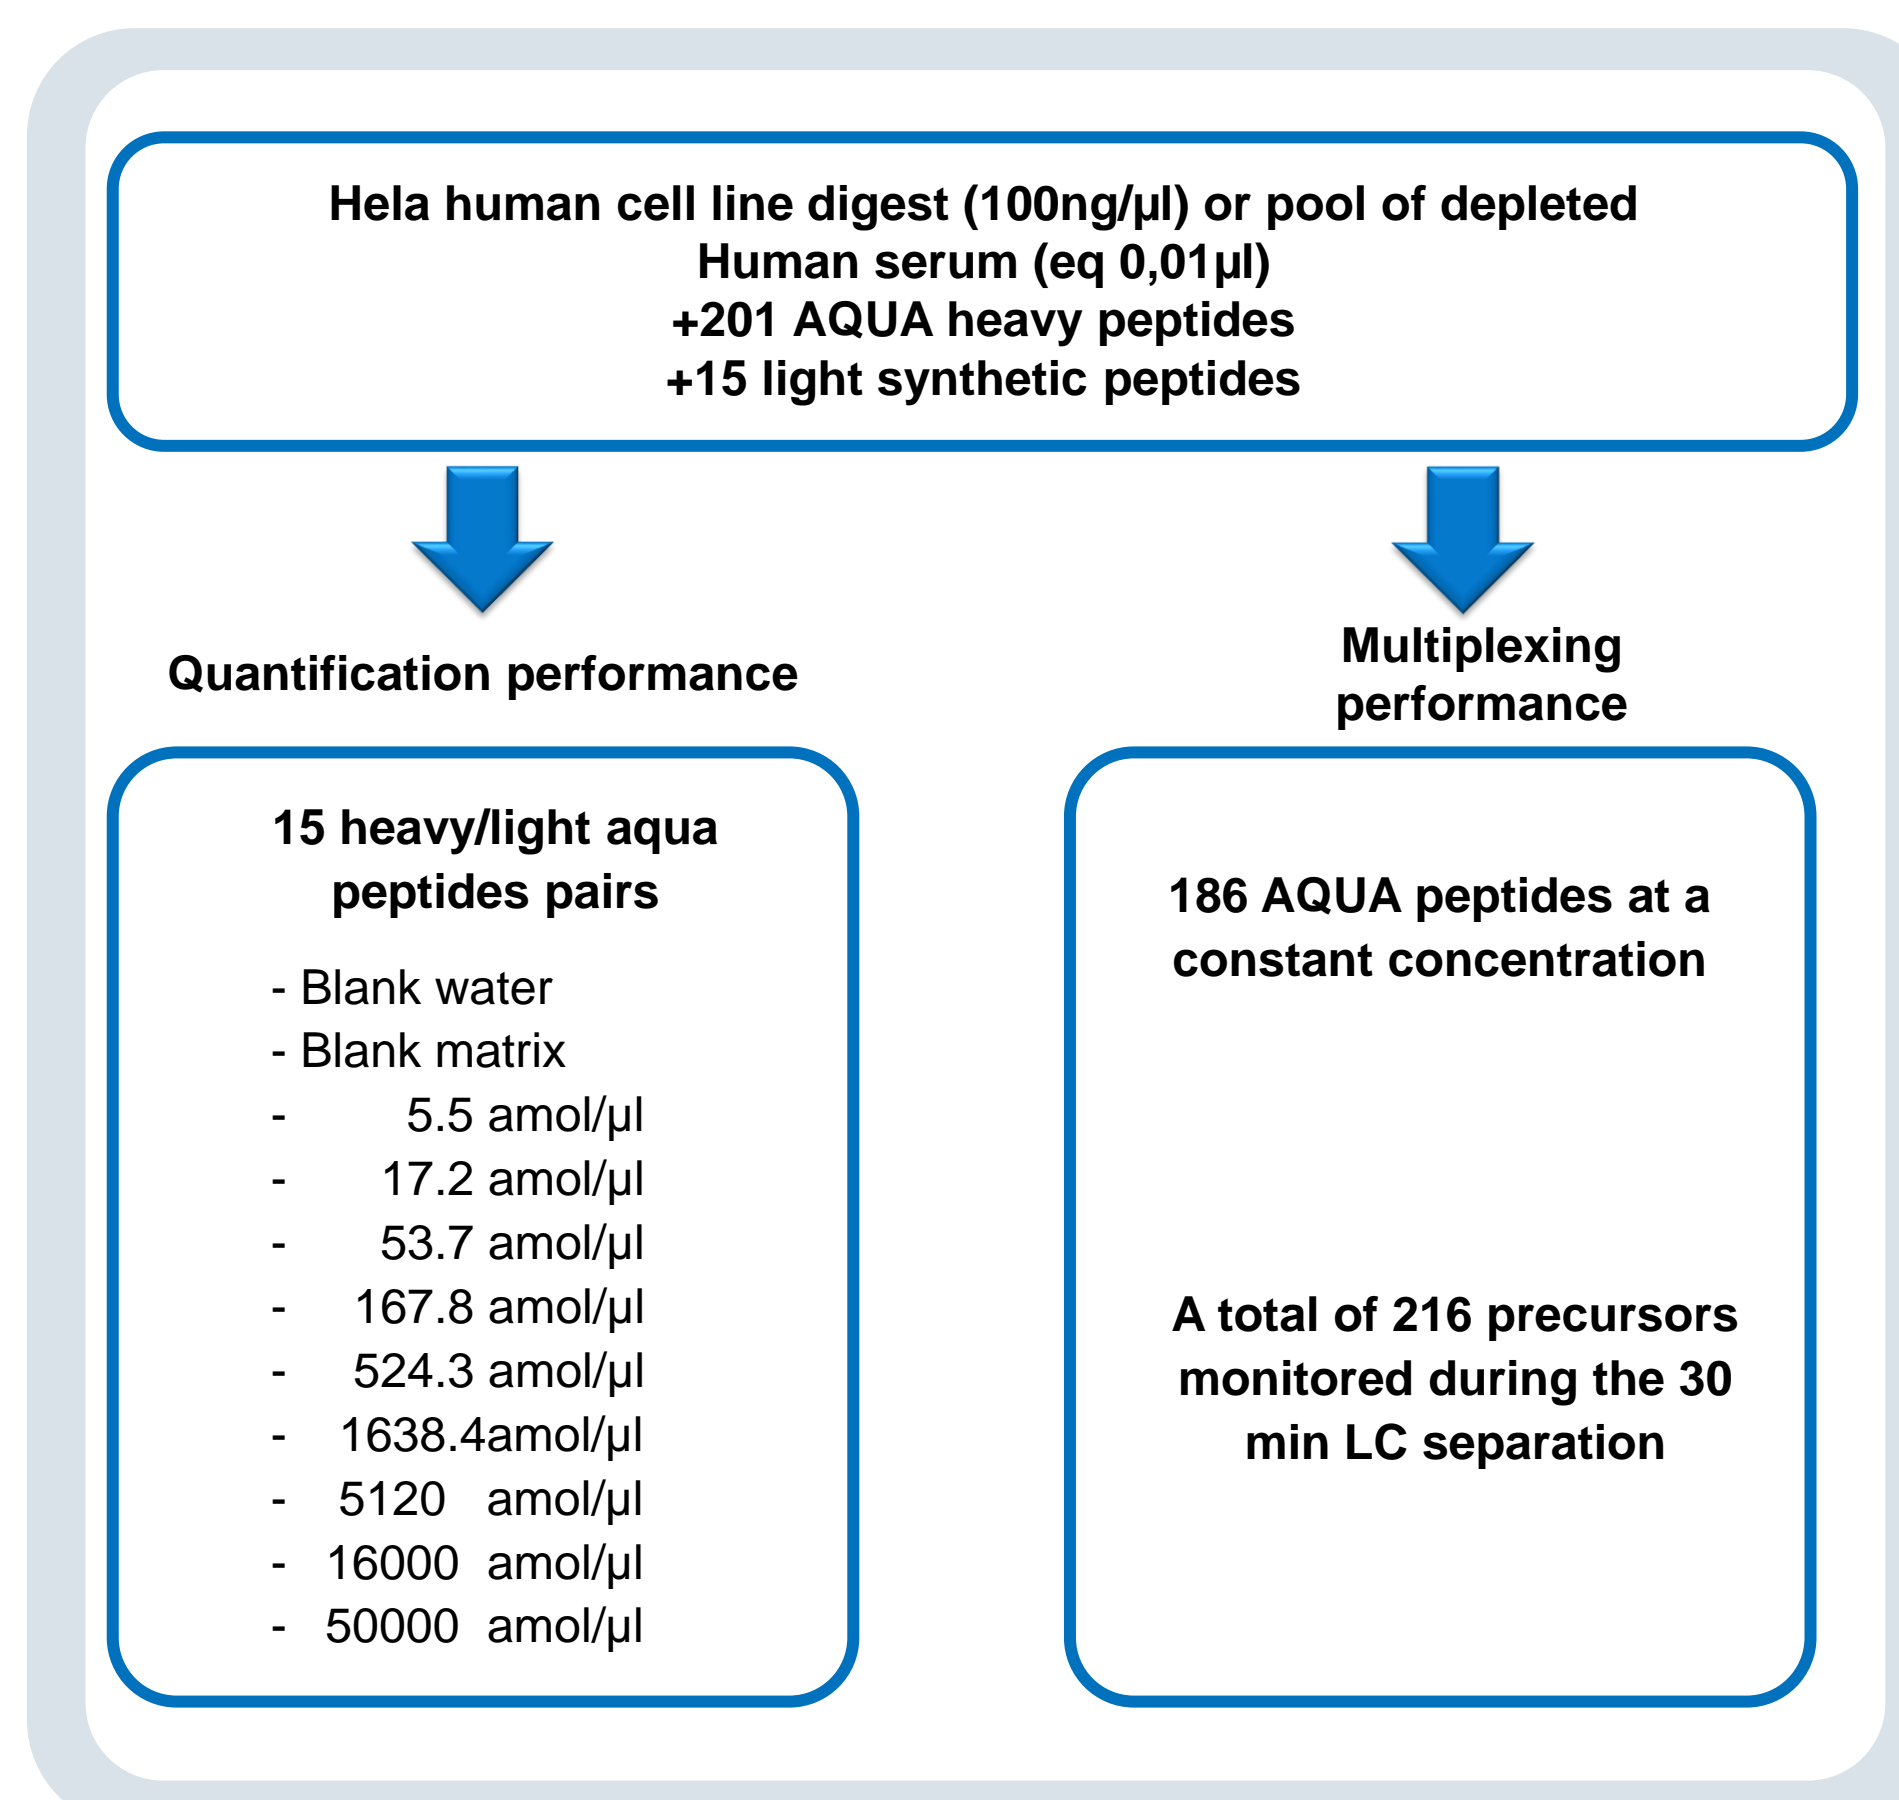 Hela human cell line digest (100ng/µl) or pool of depleted
Human serum (eq 0,01µl)
+201 AQUA heavy peptides
+15 light synthetic peptides
Quantification performance
Multiplexing
performance
15 heavy/light aqua
peptides pairs
- Blank water
- Blank matrix
- 5.5 amol/µl
- 17.2 amol/µl
- 53.7 amol/µl
- 167.8 amol/µl
- 524.3 amol/µl
- 1638.4amol/µl
- 5120 amol/µl
- 16000 amol/µl
- 50000 amol/µl
186 AQUA peptides at a
constant concentration
A total of 216 precursors
monitored during the 30
min LC separation